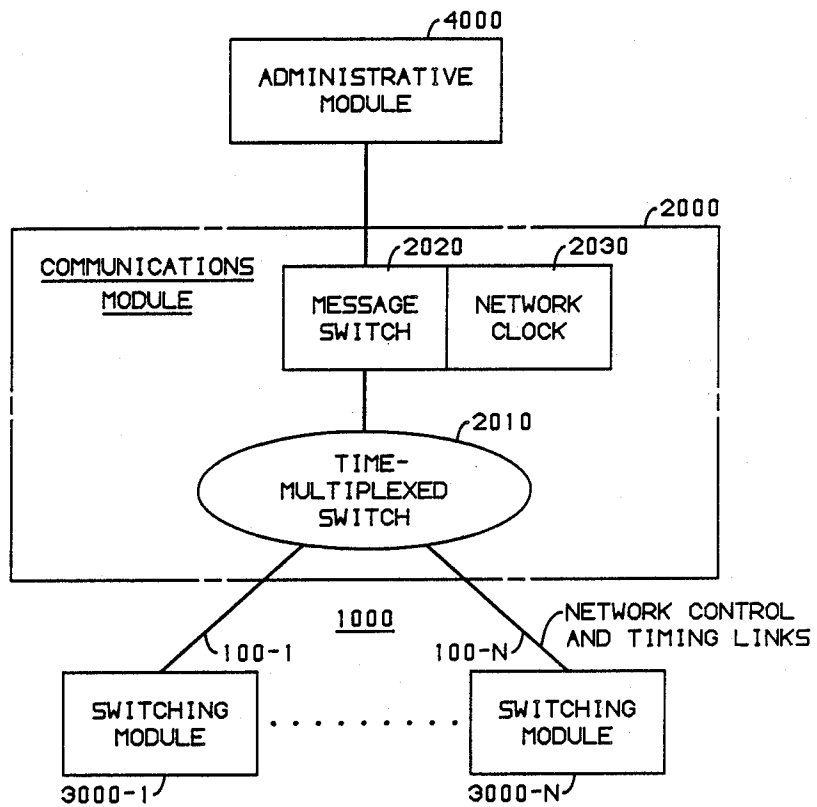 4000
ADMINISTRATIVE
MODULE
2000
COMMUNICATIONS
MODULE
2020
2030
MESSAGE
SWITCH
NETWORK
CLOCK
2010
TIME-
MULTIPLEXED
SWITCH
1000
100-1
100-N
NETWORK CONTROL
AND TIMING LINKS
SWITCHING
MODULE
SWITCHING
MODULE
3000-1
3000-N